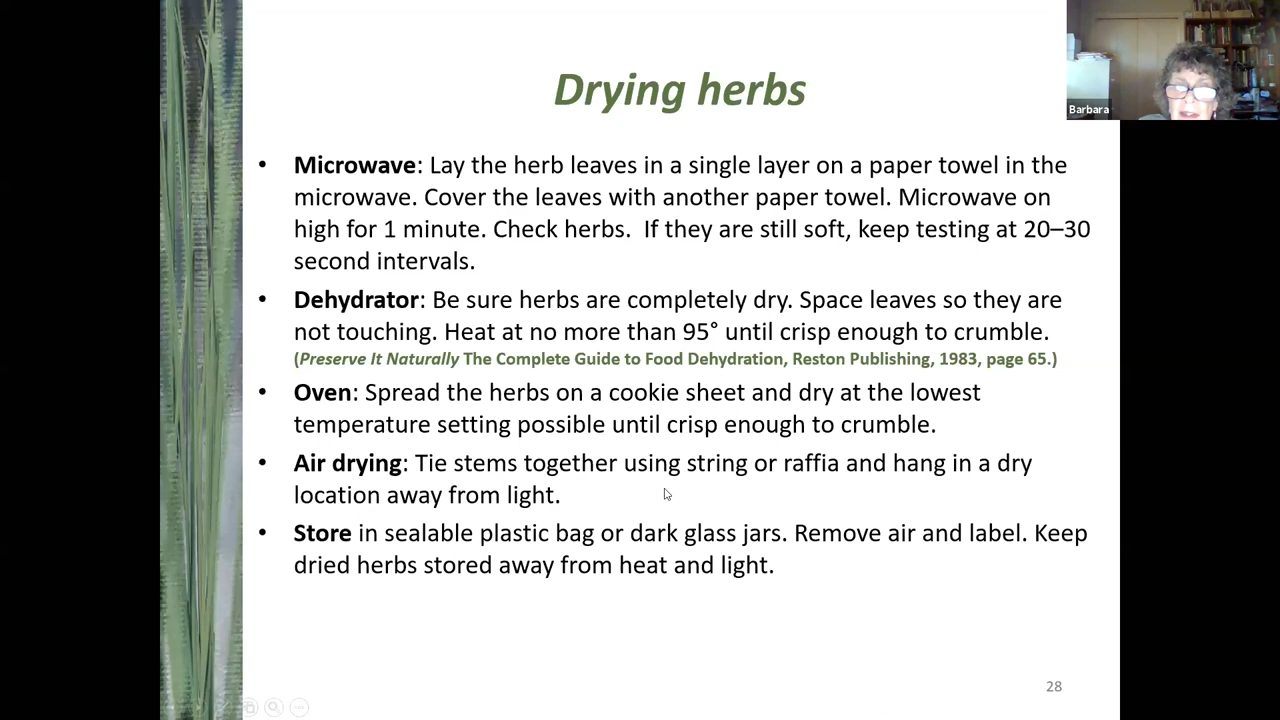 Drying herbs
Barbara
• Microwave: Lay the herb leaves in a single layer on a paper towel in the
microwave. Cover the leaves with another paper towel. Microwave on
high for 1 minute. Check herbs.  If they are still soft, keep testing at 20–30
second intervals.
• Dehydrator: Be sure herbs are completely dry. Space leaves so they are
not touching. Heat at no more than 95° until crisp enough to crumble.
(Preserve It Naturally The Complete Guide to Food Dehydration, Reston Publishing, 1983, page 65.)
• Oven: Spread the herbs on a cookie sheet and dry at the lowest
temperature setting possible until crisp enough to crumble.
• Air drying: Tie stems together using string or raffia and hang in a dry
location away from light.
• Store in sealable plastic bag or dark glass jars. Remove air and label. Keep
dried herbs stored away from heat and light.
28